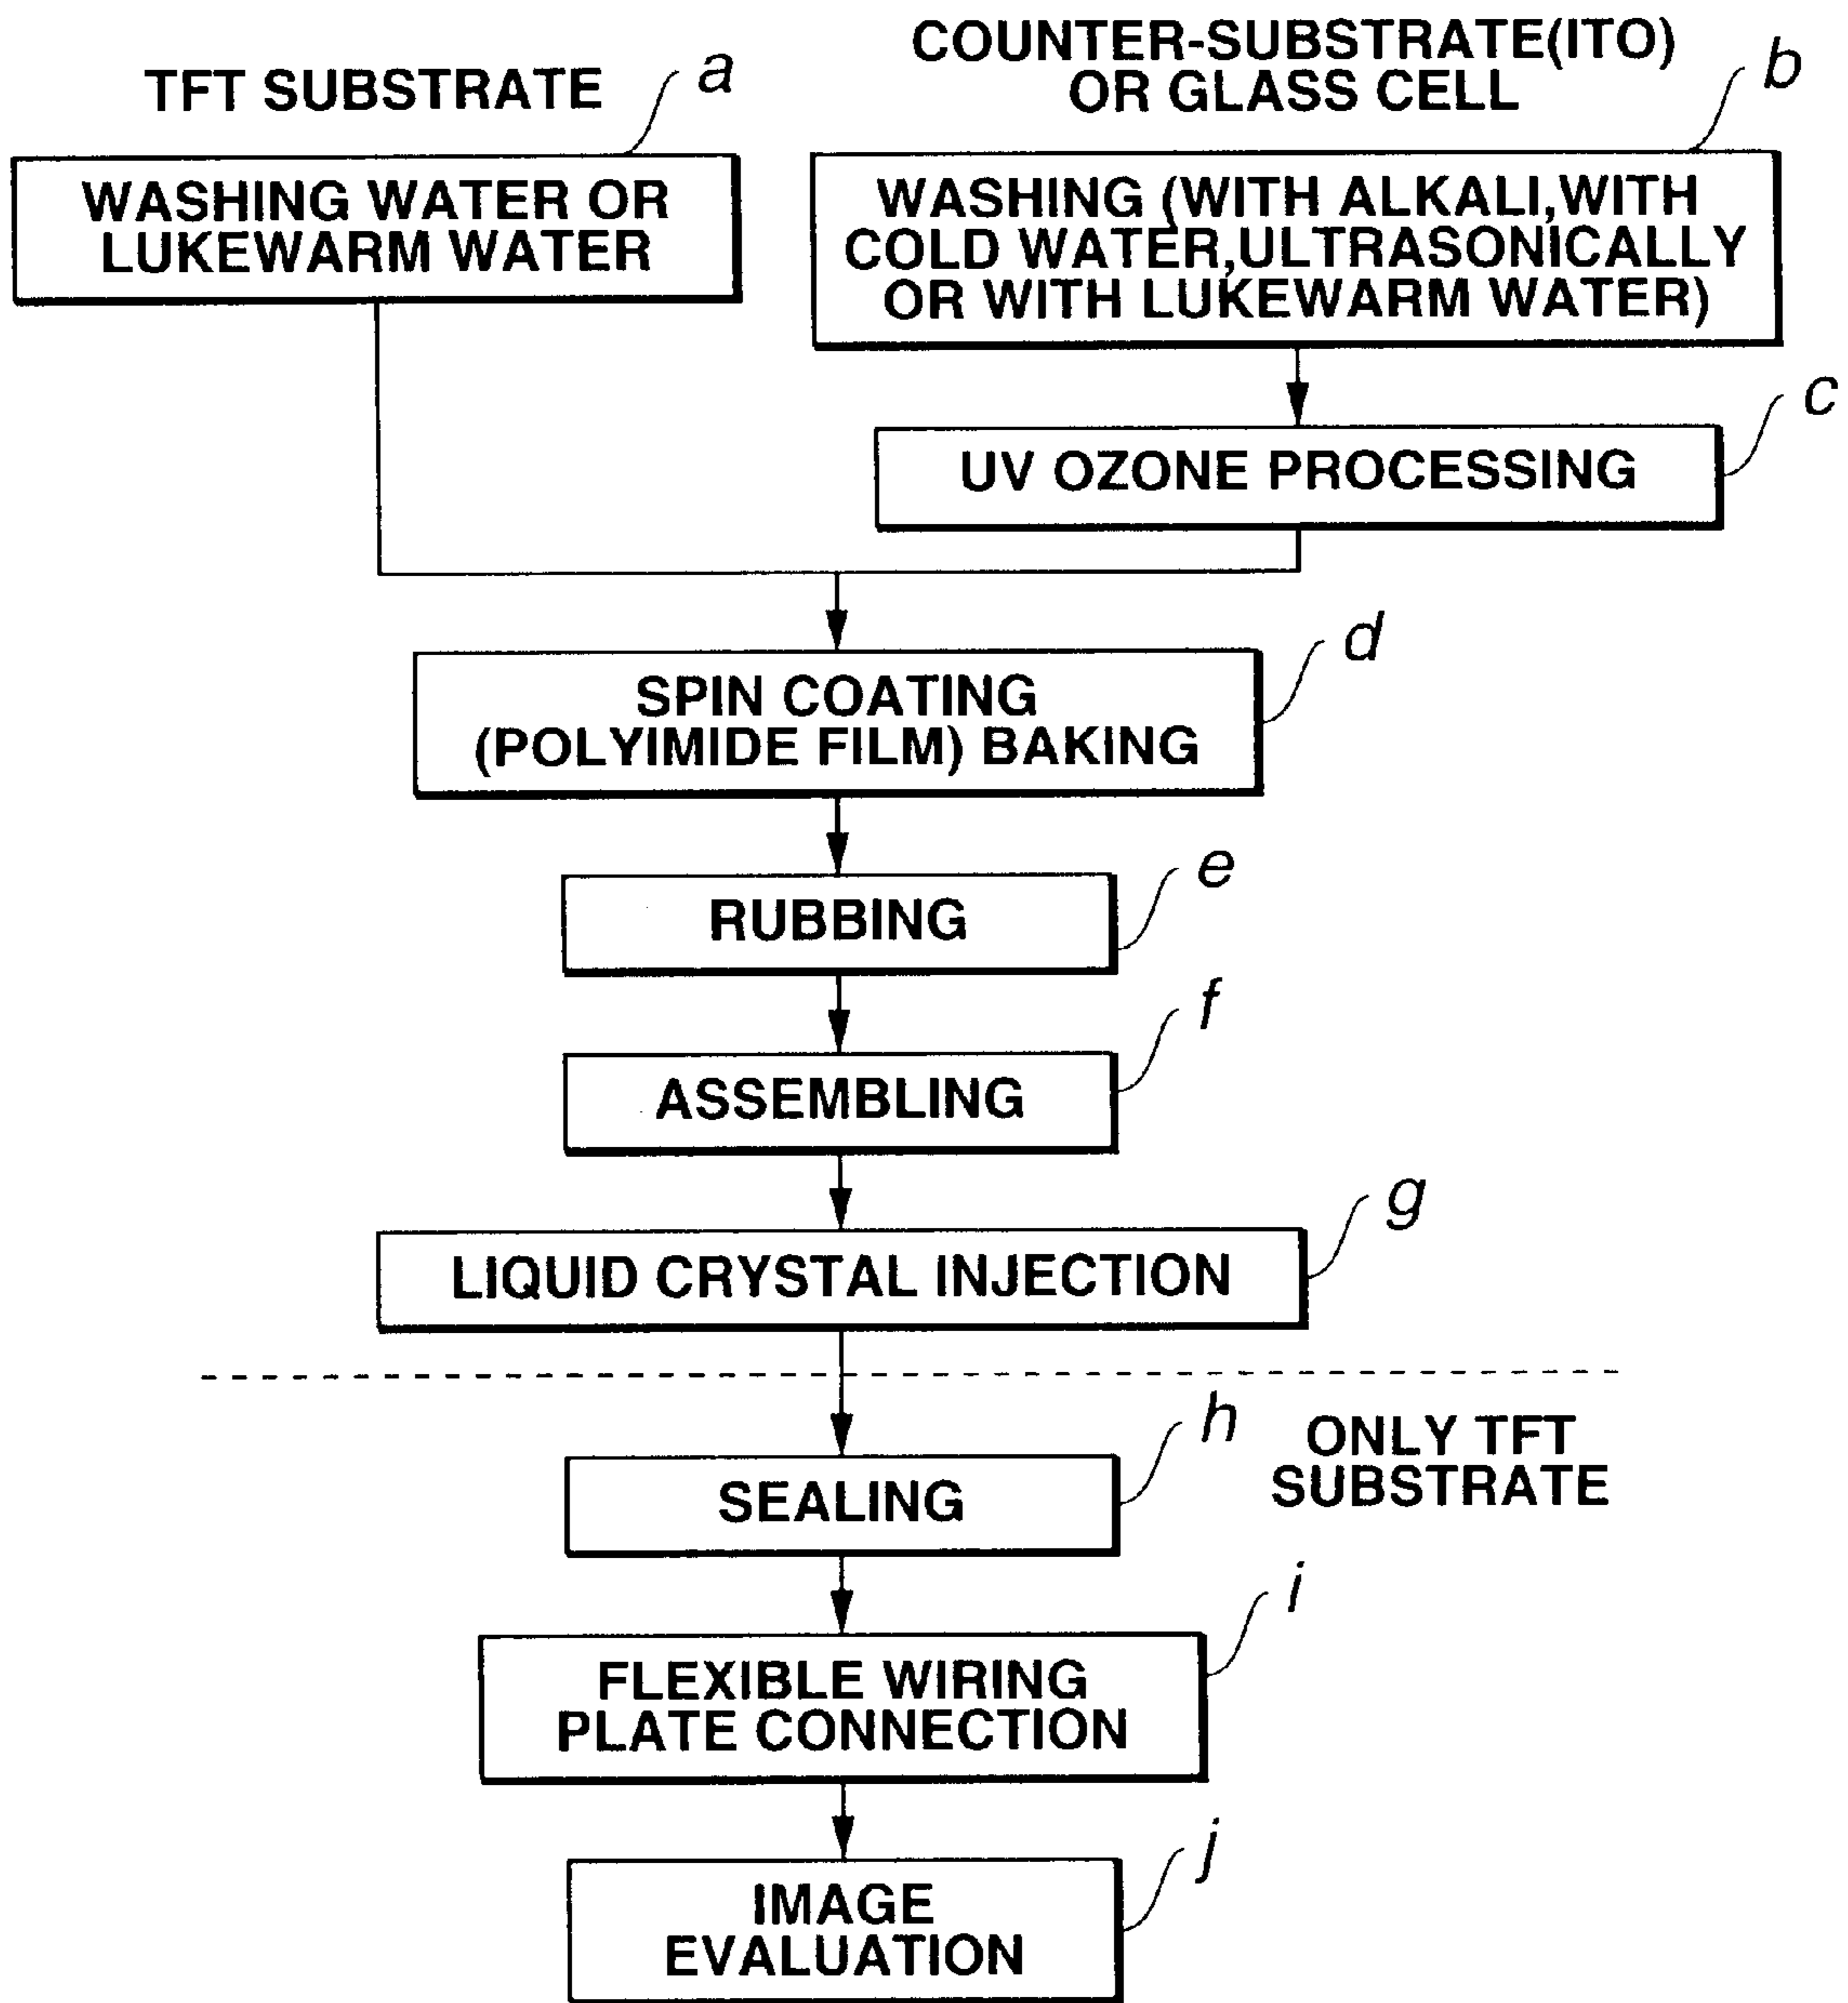 TFT SUBSTRATE
a
WASHING WATER OR
LUKEWARM WATER
COUNTER-SUBSTRATE(ITO)
OR GLASS CELL
b
WASHING (WITH ALKALI,WITH
COLD WATER,ULTRASONICALLY
OR WITH LUKEWARM WATER)
c
UV OZONE PROCESSING
d
SPIN COATING
(POLYIMIDE FILM) BAKING
e
RUBBING
f
ASSEMBLING
g
LIQUID CRYSTAL INJECTION
h
ONLY TFT
SUBSTRATE
SEALING
i
FLEXIBLE WIRING
PLATE CONNECTION
j
IMAGE
EVALUATION